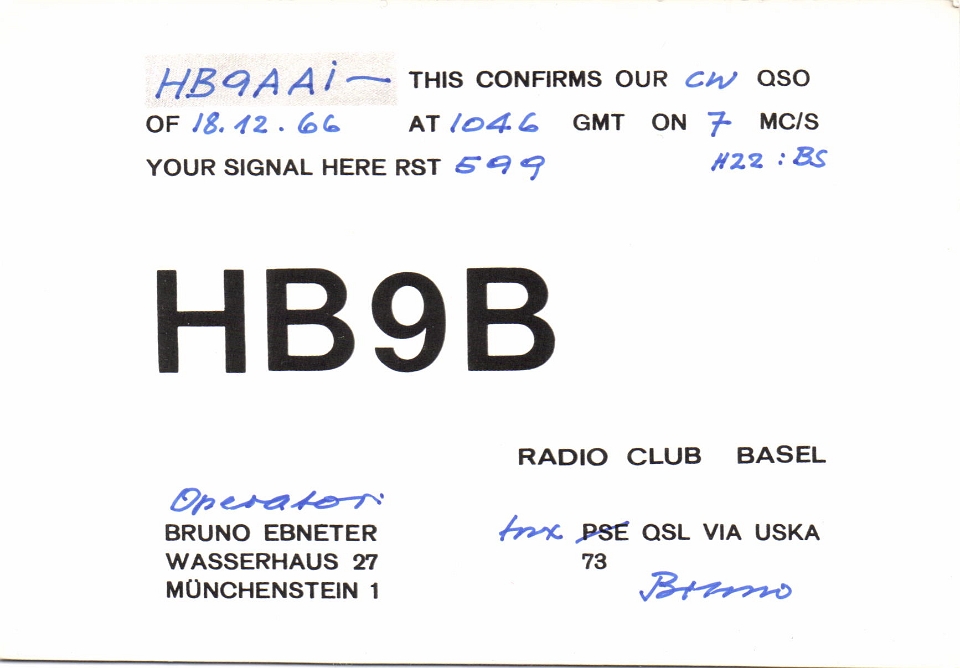 HB9AAi — THIS CONFIRMS OUR CW QSO
OF 18.12.66 AT 1046 GMT ON 7 MC/S
YOUR SIGNAL HERE RST 599 H22 : BS
HB9B
RADIO CLUB BASEL
Operator:
BRUNO EBNETER
WASSERHAUS 27
MÜNCHENSTEIN 1
tnx PSE QSL VIA USKA
73
Bruno